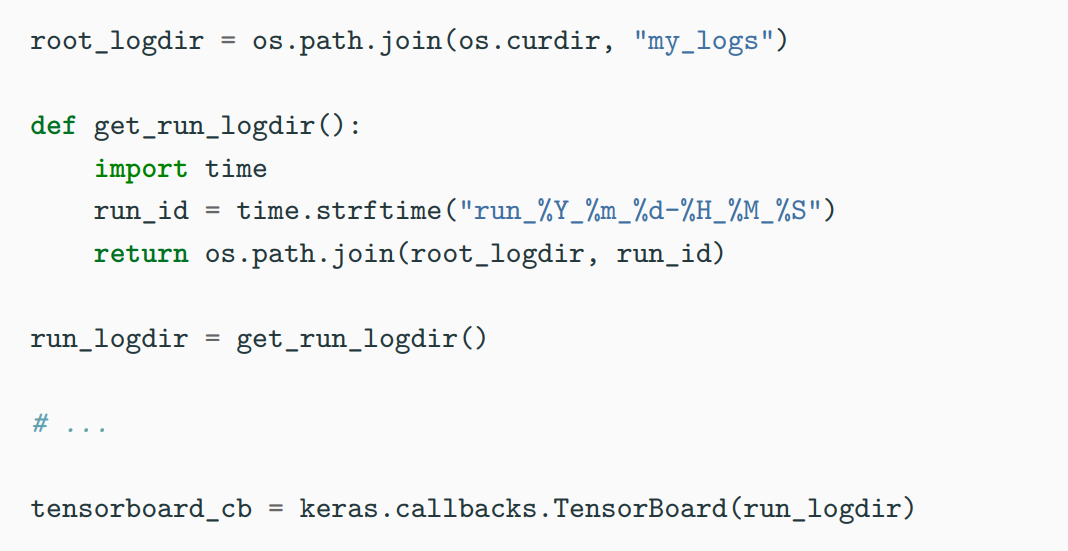 root_logdir = os.path.join(os.curdir, "my_logs")
def get_run_logdir():
    import time
    run_id = time.strftime("run_%Y_%m_%d-%H_%M_%S")
    return os.path.join(root_logdir, run_id)
run_logdir = get_run_logdir()
# ...
tensorboard_cb = keras.callbacks.TensorBoard(run_logdir)